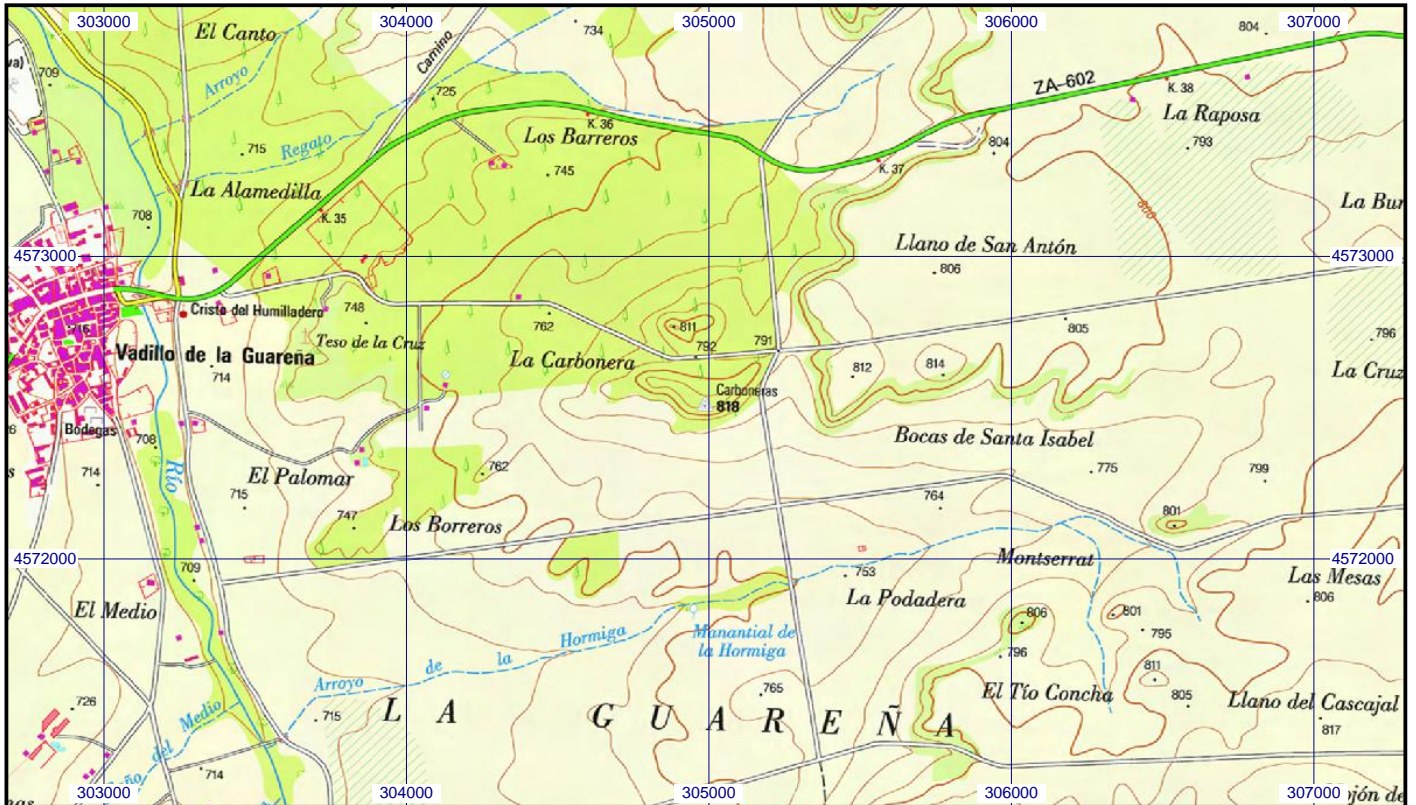 303000
304000
305000
306000
307000
El Canto
734
804
va)
709
Arroyo
Camino
ZA-602
K. 38
725
La Raposa
K. 36
Los Barreros
715
Regato
804
793
745
K. 37
La Alamedilla
708
K. 35
800
La Bur
4573000
Llano de San Antón
4573000
806
Cristo del Humilladero
748
762
811
805
796
716
Teso de la Cruz
791
792
Vadillo de la Guareña
La Carbonera
812
814
La Cruz
714
Carboneras
818
Bodegas
708
Bocas de Santa Isabel
714
Río
El Palomar
762
775
799
715
764
747
Los Borreros
801
4572000
Montserrat
4572000
709
753
Las Mesas
El Medio
La Podadera
806
806
801
Hormiga
Manantial de
la Hormiga
795
de
la
796
811
Arroyo
765
El Tío Concha
805
Llano del Cascajal
726
Medio
715
LA GUAREÑA
817
del
714
303000
304000
305000
306000
307000